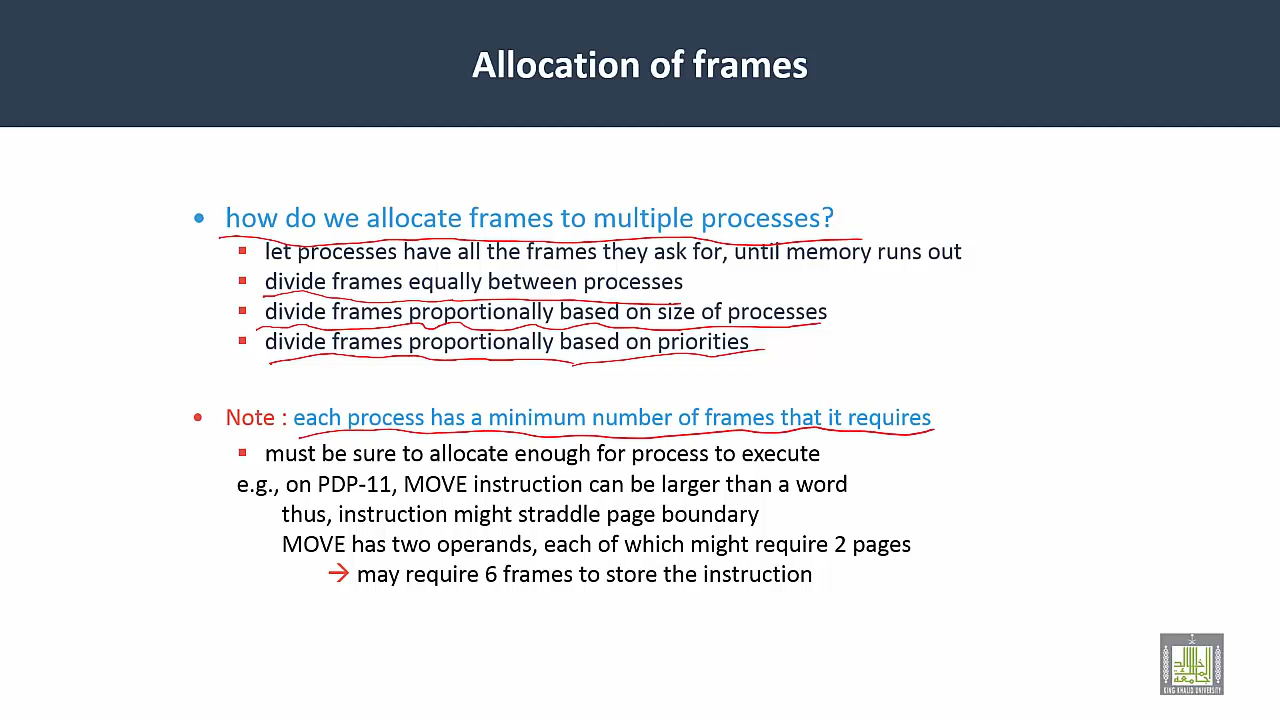 Allocation of frames
• how do we allocate frames to multiple processes?
▪ let processes have all the frames they ask for, until memory runs out
▪ divide frames equally between processes
▪ divide frames proportionally based on size of processes
▪ divide frames proportionally based on priorities
• Note : each process has a minimum number of frames that it requires
▪ must be sure to allocate enough for process to execute
e.g., on PDP-11, MOVE instruction can be larger than a word
thus, instruction might straddle page boundary
MOVE has two operands, each of which might require 2 pages
→ may require 6 frames to store the instruction
KING KHALID UNIVERSITY